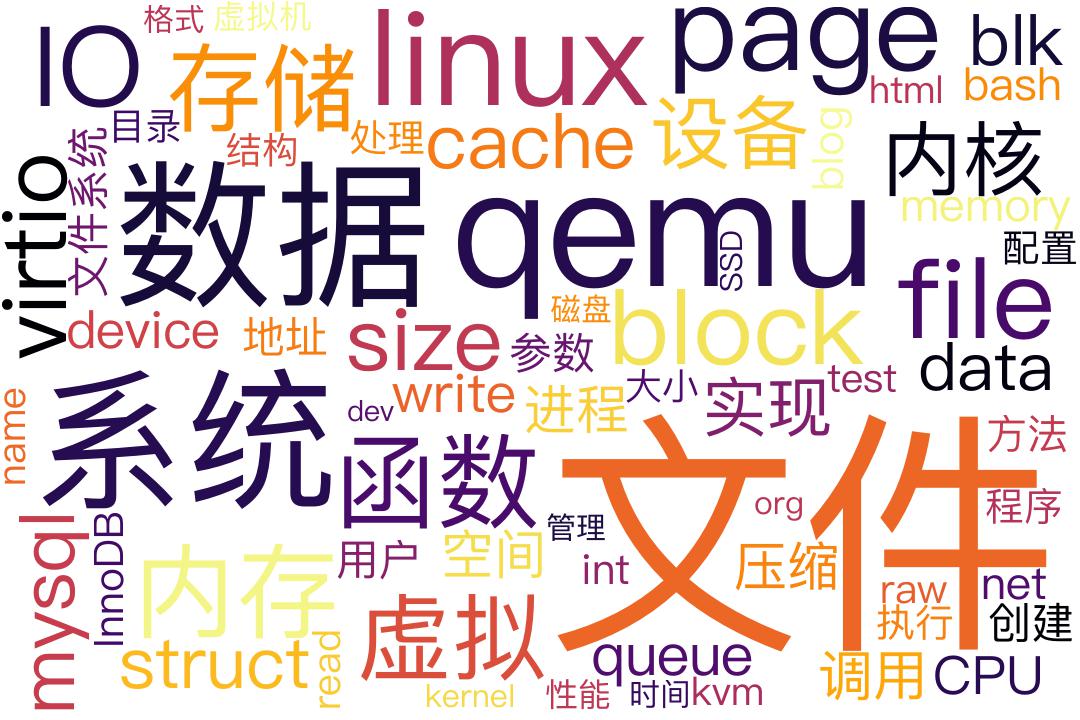 格式
虚拟机
IO
存储
linux
page
blk
html
bash
目录
结构
处理
cache
设备
blog
内核
文件系统
virtio
数据
qemu
SSD
memory
配置
file
device
地址
size
磁盘
参数
block
data
系统
dev
write
进程
大小
实现
test
name
函数
文件
方法
org
程序
mysql
InnoDB
内存
用户
空间
管理
int
压缩
raw
net
执行
创建
struct
read
虚拟
queue
调用
CPU
kernel
性能
时间
kvm